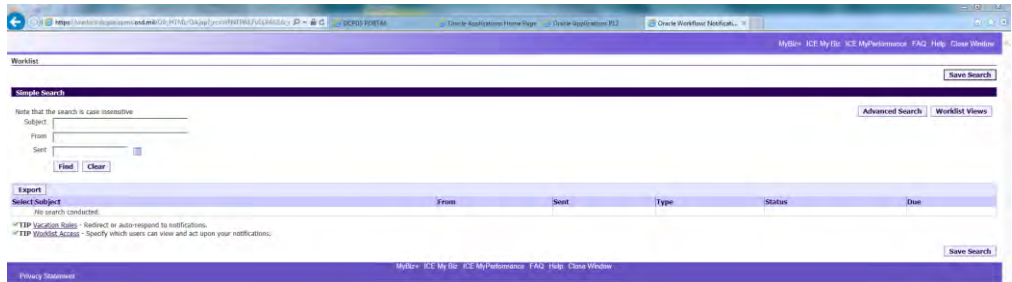 DCPDS PORTAL
Oracle Applications Home Page
Oracle Applications R12
Oracle Workflow: Notificati...
MyBiz+ ICE My Biz ICE MyPerformance FAQ Help Close Window
Worklist
Save Search
Simple Search
Note that the search is case insensitive
Advanced Search Worklist Views
Subject
From
Sent
Find Clear
Export
Select Subject From Sent Type Status Due
No search conducted.
TIP Vacation Rules - Redirect or auto-respond to notifications.
TIP Worklist Access - Specify which users can view and act upon your notifications.
Save Search
MyBiz+ ICE My Biz ICE MyPerformance FAQ Help Close Window
Privacy Statement